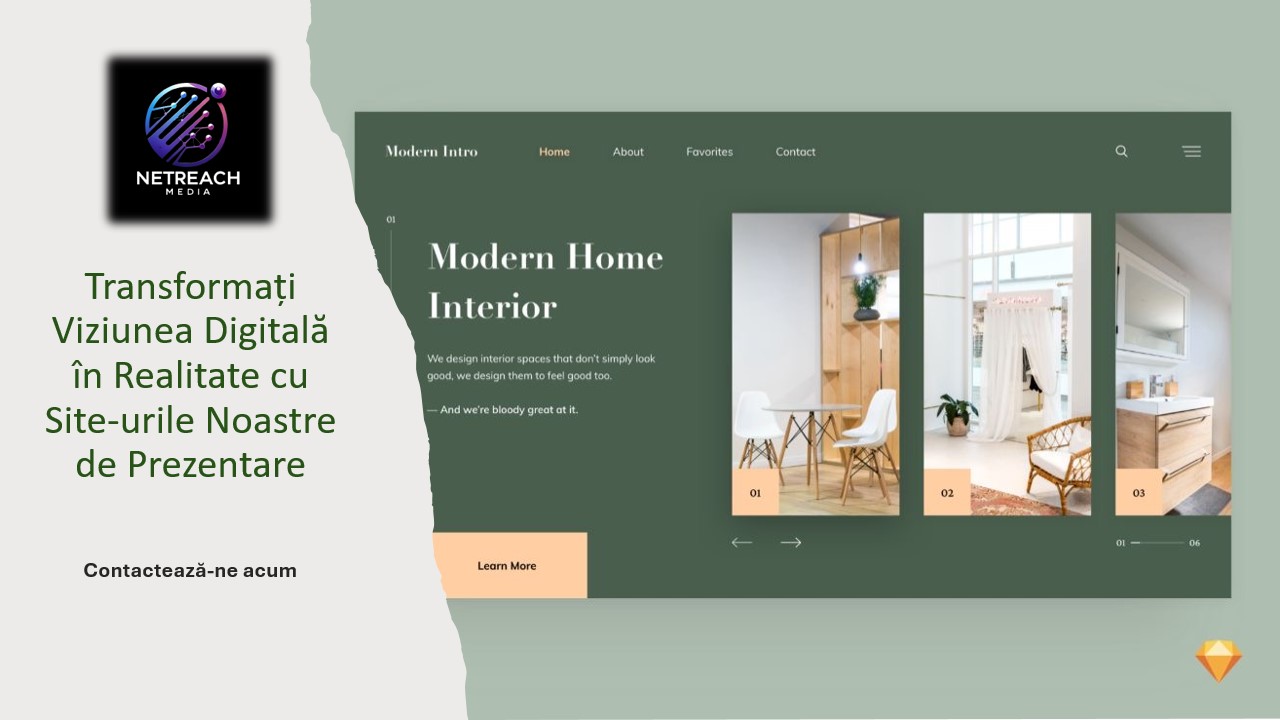 NETREACH
MEDIA
Transformați
Viziunea Digitală
în Realitate cu
Site-urile Noastre
de Prezentare
Contactează-ne acum
Modern Intro
Home
About
Favorites
Contact
01
Modern Home
Interior
We design interior spaces that don't simply look
good, we design them to feel good too.
— And we're bloody great at it.
Learn More
01
02
03
01
06